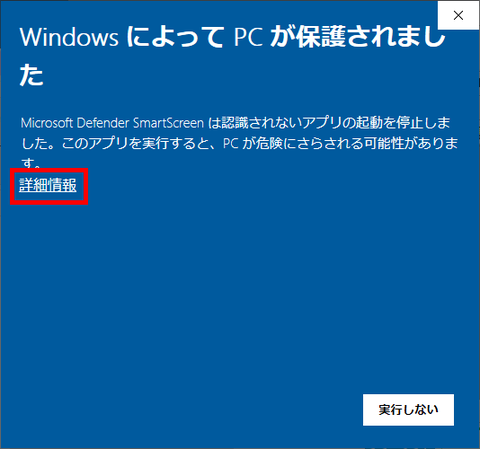 Windows によって PC が保護されまし
た
Microsoft Defender SmartScreen は認識されないアプリの起動を停止しま
した。このアプリを実行すると、PC が危険にさらされる可能性がありま
す。
詳細情報
実行しない